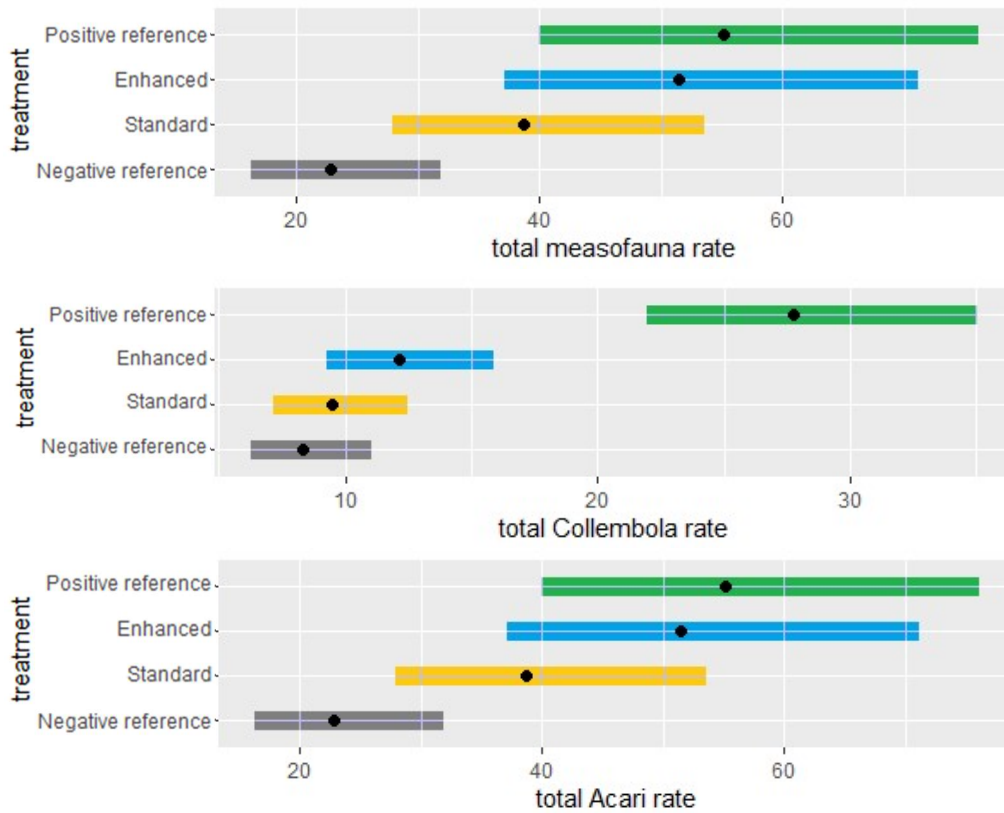 treatment
Positive reference
Enhanced
Standard
Negative reference
20 40 60
total measofauna rate
treatment
Positive reference
Enhanced
Standard
Negative reference
10 20 30
total Collembola rate
treatment
Positive reference
Enhanced
Standard
Negative reference
20 40 60
total Acari rate